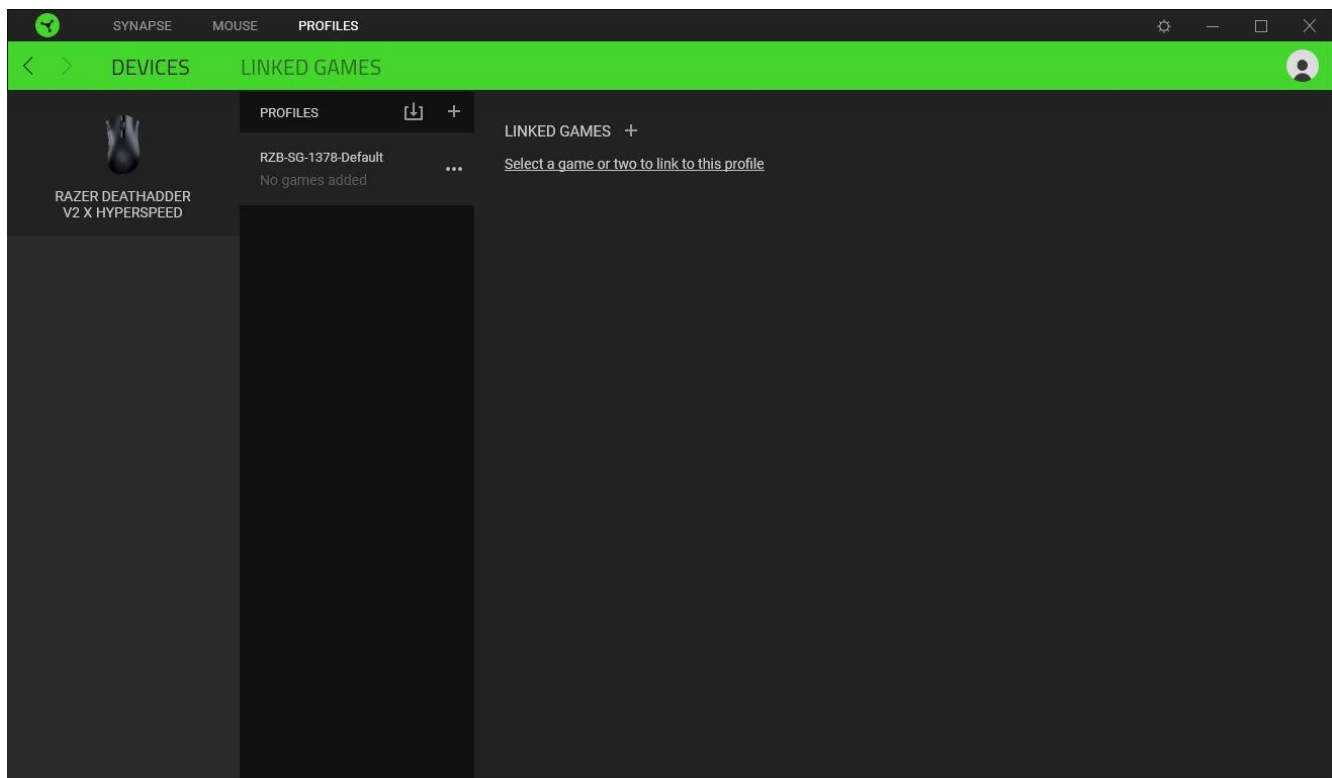 SYNAPSE MOUSE PROFILES
DEVICES LINKED GAMES
RAZER DEATHADDER
V2 X HYPERSPEED
PROFILES
RZB-SG-1378-Default
No games added
LINKED GAMES
Select a game or two to link to this profile